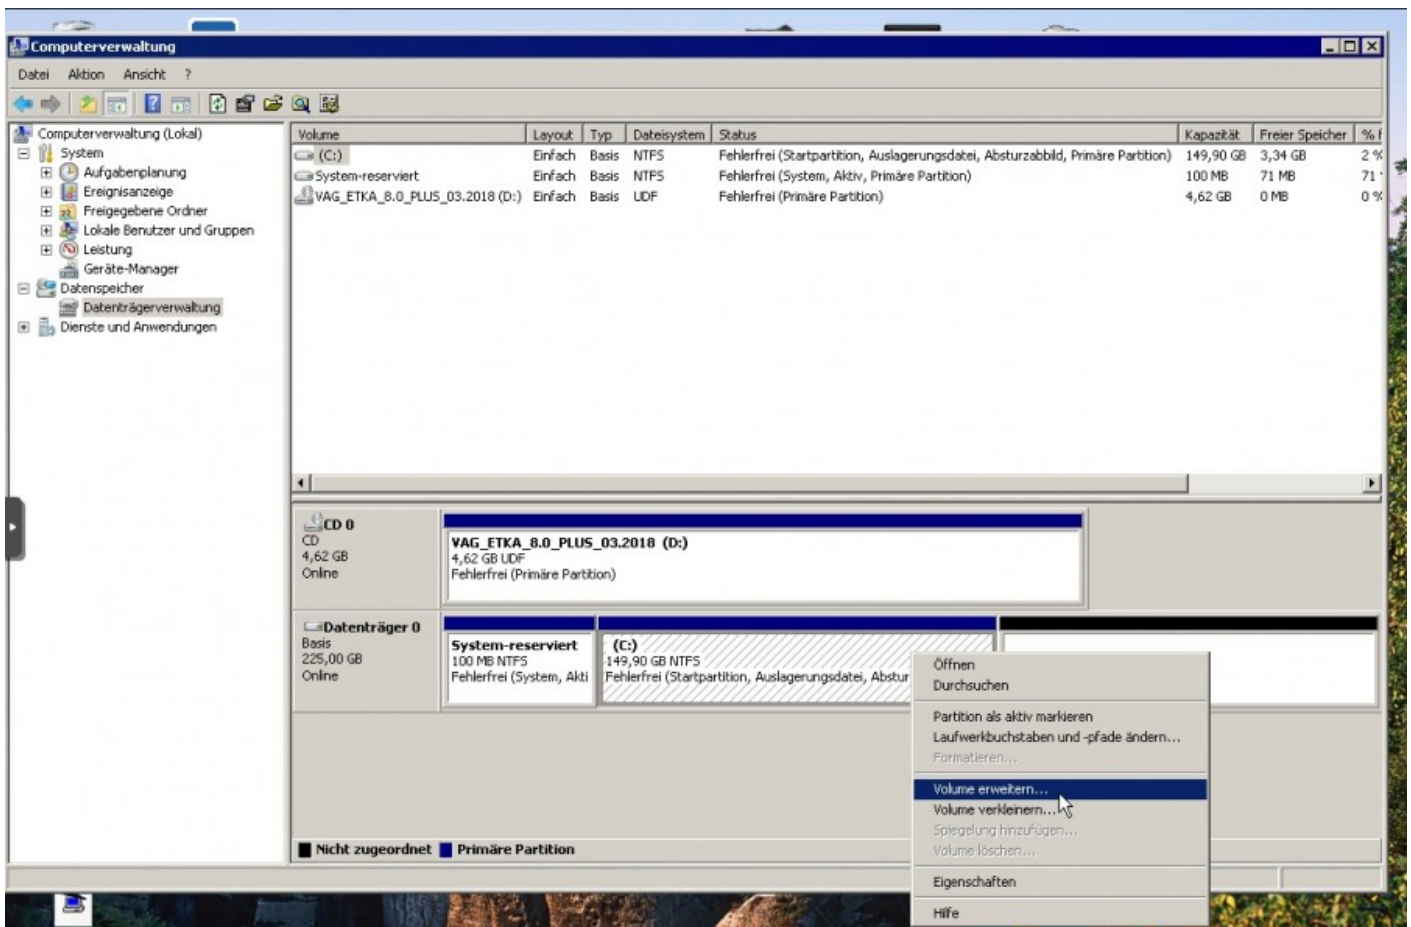 Computerverwaltung
Datei Aktion Ansicht ?
Computerverwaltung (Lokal)
System
Aufgabenplanung
Ereignisanzeige
Freigegebene Ordner
Lokale Benutzer und Gruppen
Leistung
Geräte-Manager
Datenspeicher
Datenträgerverwaltung
Dienste und Anwendungen
Volume Layout Typ Dateisystem Status Kapazität Freier Speicher % f
(C:) Einfach Basis NTFS Fehlerfrei (Startpartition, Auslagerungsdatei, Absturzabbild, Primäre Partition) 149,90 GB 3,34 GB 2 %
System-reserviert Einfach Basis NTFS Fehlerfrei (System, Aktiv, Primäre Partition) 100 MB 71 MB 71
VAG_ETKA_8.0_PLUS_03.2018 (D:) Einfach Basis UDF Fehlerfrei (Primäre Partition) 4,62 GB 0 MB 0 %
CD 0
CD
4,62 GB
Online
VAG_ETKA_8.0_PLUS_03.2018 (D:)
4,62 GB UDF
Fehlerfrei (Primäre Partition)
Datenträger 0
Basis
225,00 GB
Online
System-reserviert
100 MB NTFS
Fehlerfrei (System, Akti
(C:)
149,90 GB NTFS
Fehlerfrei (Startpartition, Auslagerungsdatei, Abstur
Öffnen
Durchsuchen
Partition als aktiv markieren
Laufwerkbuchstaben und -pfade ändern...
Formatieren...
Volume erweitern...
Volume verkleinern...
Spiegelung hinzufügen...
Volume löschen...
Eigenschaften
Hilfe
Nicht zugeordnet Primäre Partition